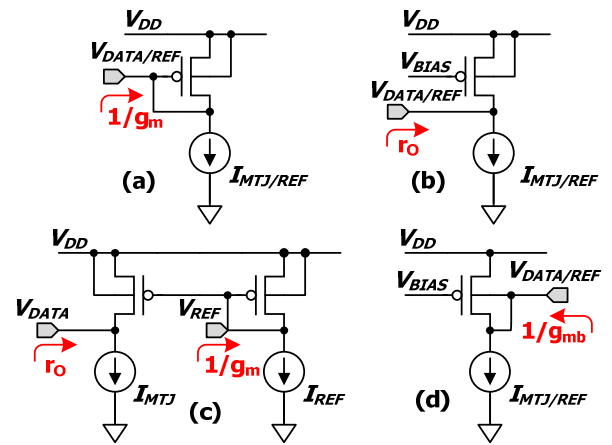 VDD
VDATA/REF
1/gm
IMTJ/REF
(a)
VDD
VBIAS
VDATA/REF
rO
IMTJ/REF
(b)
VDD
VDATA
rO
IMTJ
VREF
1/gm
IREF
(c)
VDD
VBIAS
VDATA/REF
1/gmb
IMTJ/REF
(d)